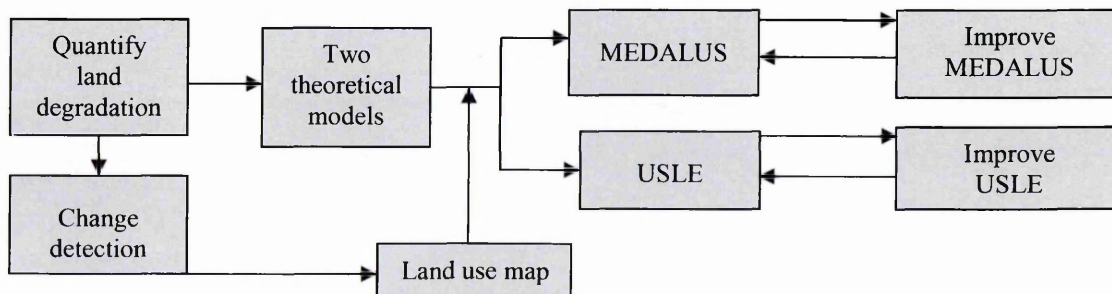 Quantify
land
degradation
Two
theoretical
models
MEDALUS
Improve
MEDALUS
USLE
Improve
USLE
Change
detection
Land use map